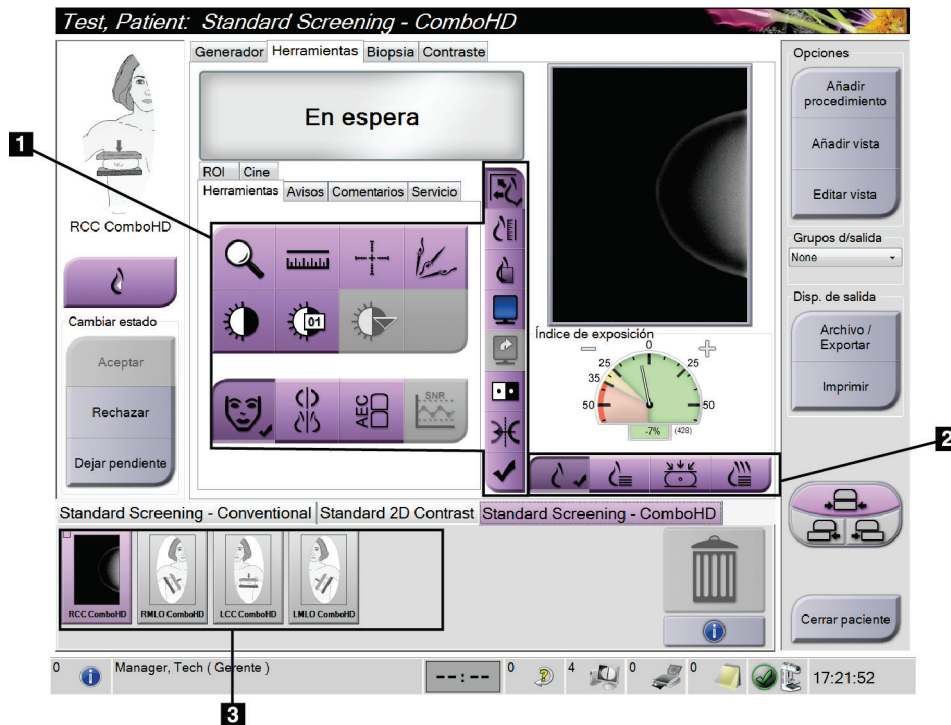 Test, Patient: Standard Screening - ComboHD
Generador Herramientas Biopsia Contraste
En espera
ROI Cine
Herramientas Avisos Comentarios Servicio
1
RCC ComboHD
Cambiar estado
Aceptar
Rechazar
Dejar pendiente
01
AEC
SNR
Índice de exposición
0
25
25
35
50
50
-7%
(428)
2
Opciones
Añadir
procedimiento
Añadir vista
Editar vista
Grupos d/salida
None
Disp. de salida
Archivo /
Exportar
Imprimir
Standard Screening - Conventional Standard 2D Contrast Standard Screening - ComboHD
RCC ComboHD RMLO ComboHD LCC ComboHD LMLO ComboHD
Cerrar paciente
0 Manager, Tech ( Gerente ) --:-- 0 4 0 0 17:21:52
3